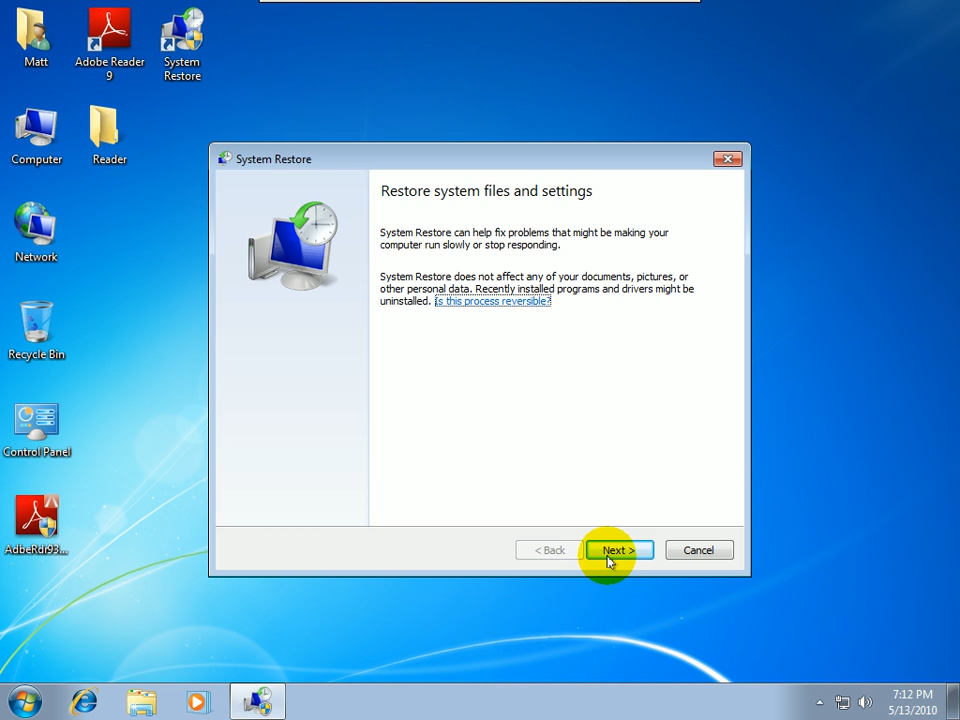 Matt
Adobe Reader
9
System
Restore
Computer
Reader
Network
Recycle Bin
Control Panel
AdbeRdr93...
System Restore
Restore system files and settings
System Restore can help fix problems that might be making your
computer run slowly or stop responding.
System Restore does not affect any of your documents, pictures, or
other personal data. Recently installed programs and drivers might be
uninstalled. Is this process reversible?
< Back
Next >
Cancel
7:12 PM
5/13/2010